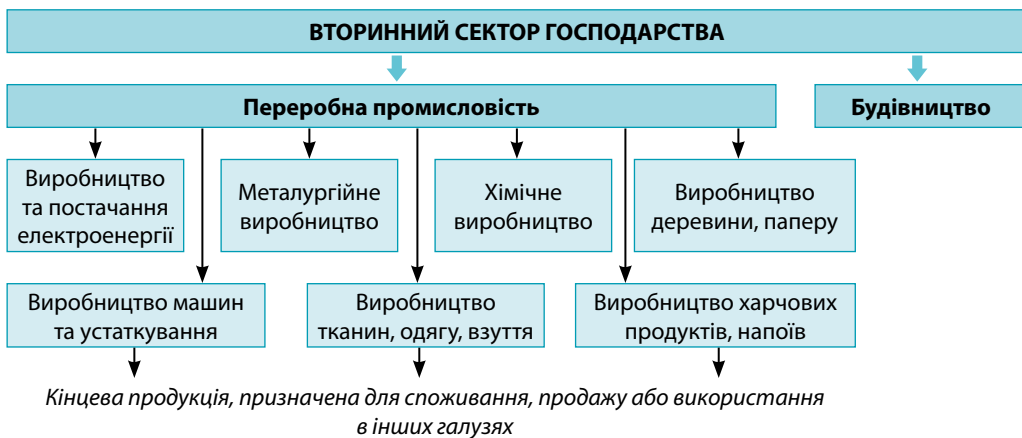 ВТОРИННИЙ СЕКТОР ГОСПОДАРСТВА
Переробна промисловість
Будівництво
Виробництво
та постачання
електроенергії
Металургійне
виробництво
Хімічне
виробництво
Виробництво
деревини, паперу
Виробництво машин
та устаткування
Виробництво
тканин, одягу, взуття
Виробництво харчових
продуктів, напоїв
Кінцева продукція, призначена для споживання, продажу або використання
в інших галузях